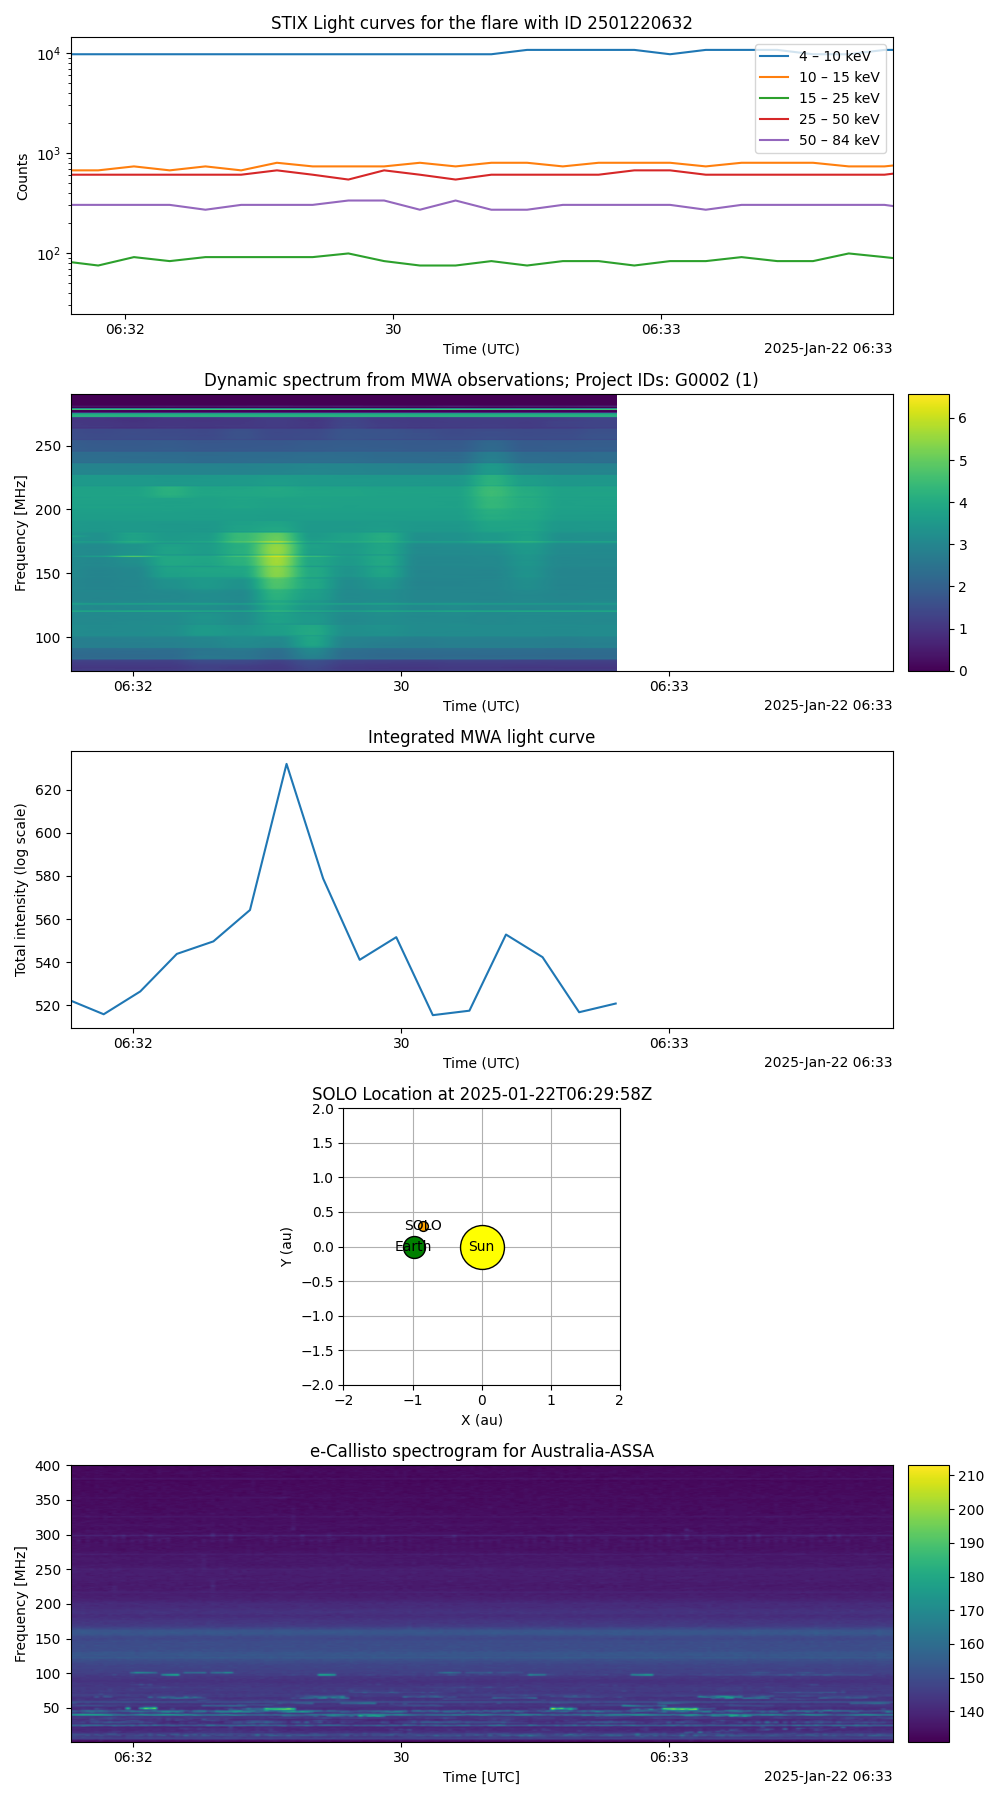 STIX Light curves for the flare with ID 2501220632
10⁴
10³
10²
Counts
4 – 10 keV
10 – 15 keV
15 – 25 keV
25 – 50 keV
50 – 84 keV
06:32 30 06:33
Time (UTC)
2025-Jan-22 06:33
Dynamic spectrum from MWA observations; Project IDs: G0002 (1)
250
200
150
100
Frequency [MHz]
6
5
4
3
2
1
0
06:32 30 06:33
Time (UTC)
2025-Jan-22 06:33
Integrated MWA light curve
620
600
580
560
540
520
Total intensity (log scale)
06:32 30 06:33
Time (UTC)
2025-Jan-22 06:33
SOLO Location at 2025-01-22T06:29:58Z
2.0
1.5
1.0
0.5
0.0
−0.5
−1.0
−1.5
−2.0
Y (au)
SOLO
Earth
Sun
−2 −1 0 1 2
X (au)
e-Callisto spectrogram for Australia-ASSA
400
350
300
250
200
150
100
50
Frequency [MHz]
210
200
190
180
170
160
150
140
06:32 30 06:33
Time [UTC]
2025-Jan-22 06:33